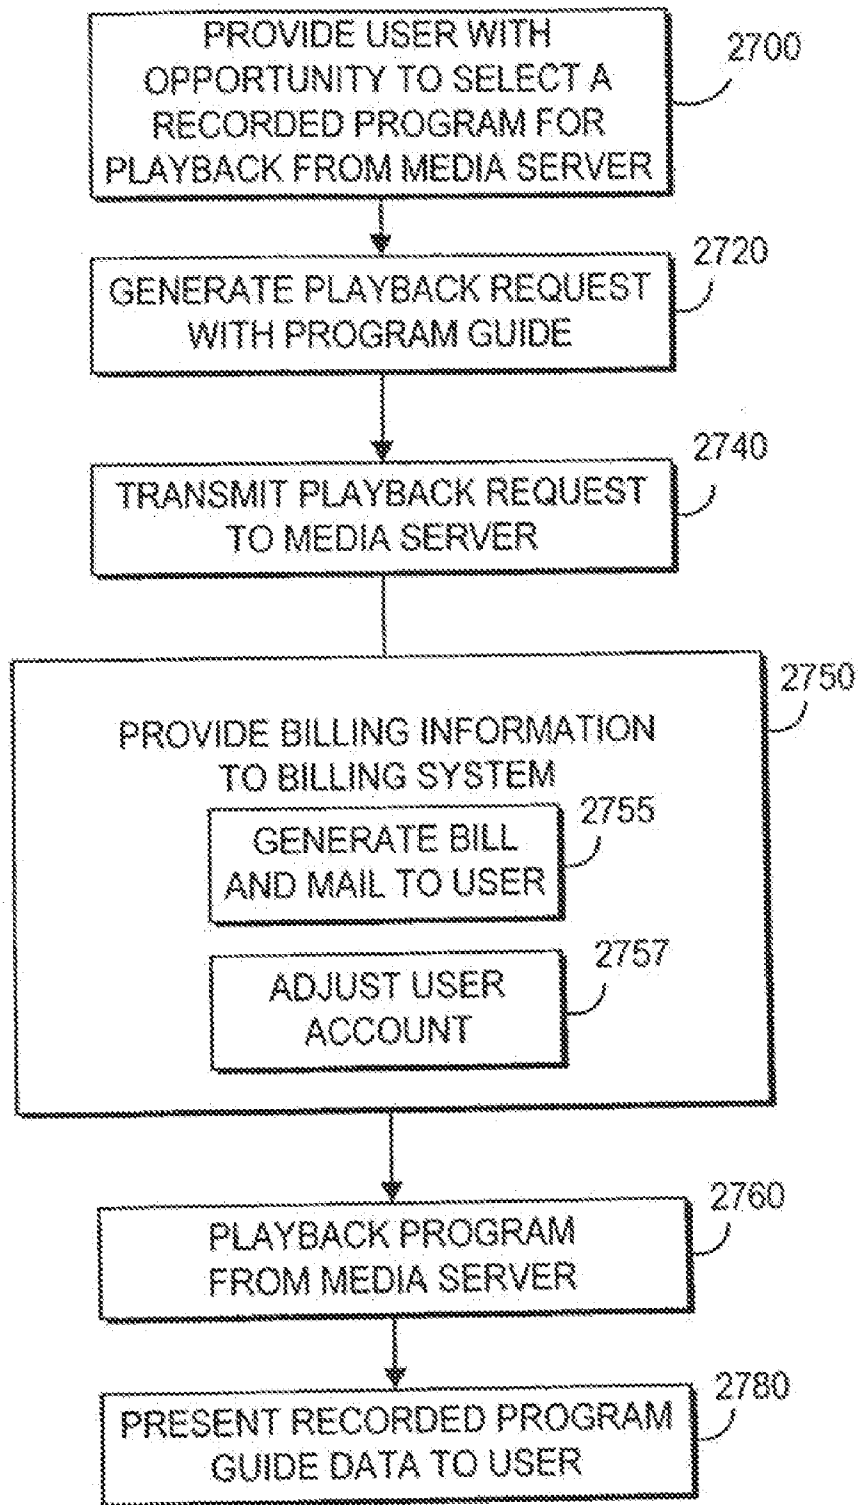 PROVIDE USER WITH
OPPORTUNITY TO SELECT A
RECORDED PROGRAM FOR
PLAYBACK FROM MEDIA SERVER
2700
GENERATE PLAYBACK REQUEST
WITH PROGRAM GUIDE
2720
TRANSMIT PLAYBACK REQUEST
TO MEDIA SERVER
2740
PROVIDE BILLING INFORMATION
TO BILLING SYSTEM
2750
GENERATE BILL
AND MAIL TO USER
2755
ADJUST USER
ACCOUNT
2757
PLAYBACK PROGRAM
FROM MEDIA SERVER
2760
PRESENT RECORDED PROGRAM
GUIDE DATA TO USER
2780